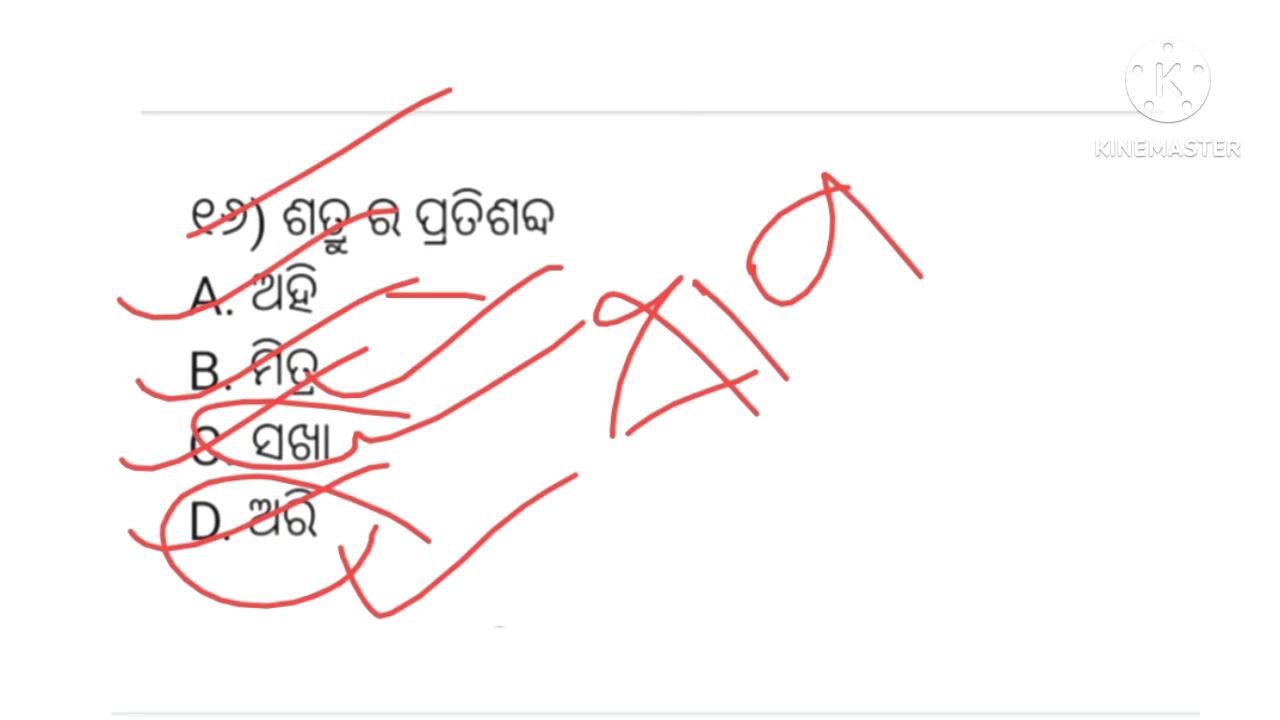 ୧୬) ଶତ୍ରୁ ର ପ୍ରତିଶବ୍ଦ
A. ଅହି
B. ମିତ୍ର
C. ସଖା
D. ଅରି
KINEMASTER